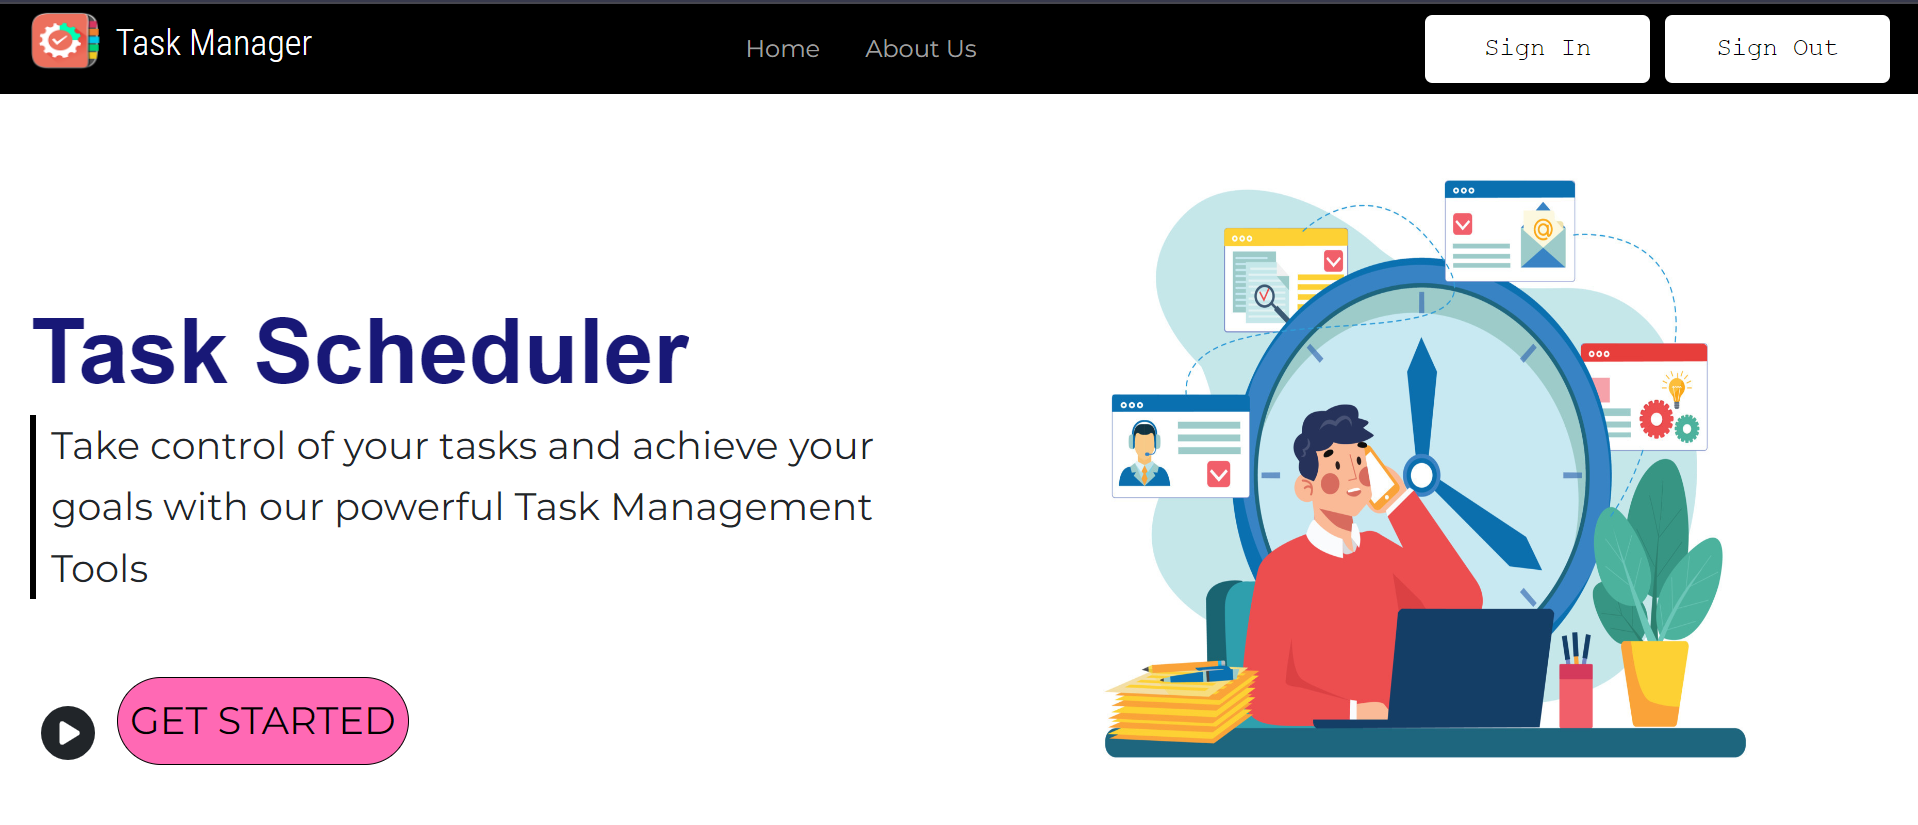 Task Manager
Home
About Us
Sign In
Sign Out
Task Scheduler
Take control of your tasks and achieve your
goals with our powerful Task Management
Tools
GET STARTED
@